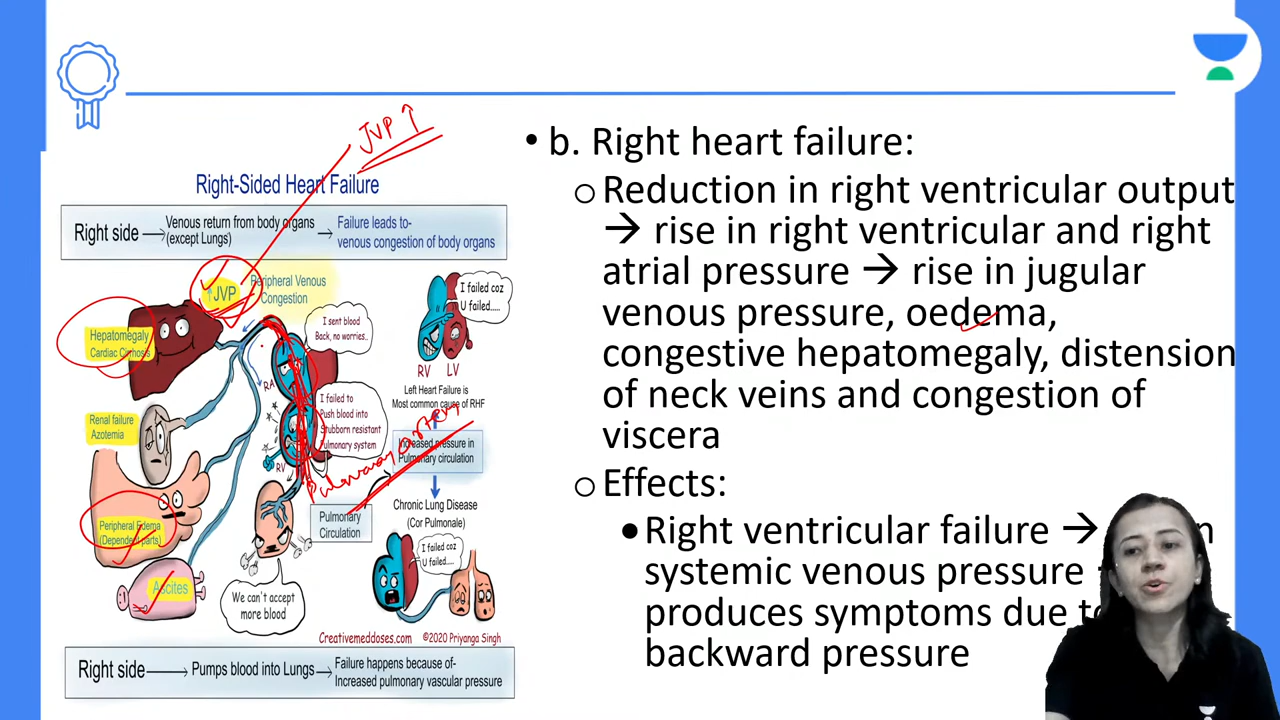 JVP ↑
Right-Sided Heart Failure
Right side → Venous return from body organs (except Lungs) → Failure leads to- venous congestion of body organs
↑JVP
Peripheral Venous
Congestion
Hepatomegaly
Cardiac Cirrhosis
I sent blood
Back, no worries..
I failed coz
U failed.....
RV LV
RA
Left Heart Failure is
Most common cause of RHF
I failed to
Push blood into
Stubborn resistant
Pulmonary system
Renal failure
Azotemia
RV
Increased pressure in
Pulmonary circulation
Pulmonary artery
Peripheral Edema
(Dependent parts)
Pulmonary
Circulation
Chronic Lung Disease
(Cor Pulmonale)
I failed coz
U failed....
Ascites
We can't accept
more blood
Creativemeddoses.com ©2020 Priyanga Singh
Right side → Pumps blood into Lungs → Failure happens because of- Increased pulmonary vascular pressure
• b. Right heart failure:
o Reduction in right ventricular output
→ rise in right ventricular and right
atrial pressure → rise in jugular
venous pressure, oedema,
congestive hepatomegaly, distension
of neck veins and congestion of
viscera
o Effects:
• Right ventricular failure →
systemic venous pressure
produces symptoms due
backward pressure